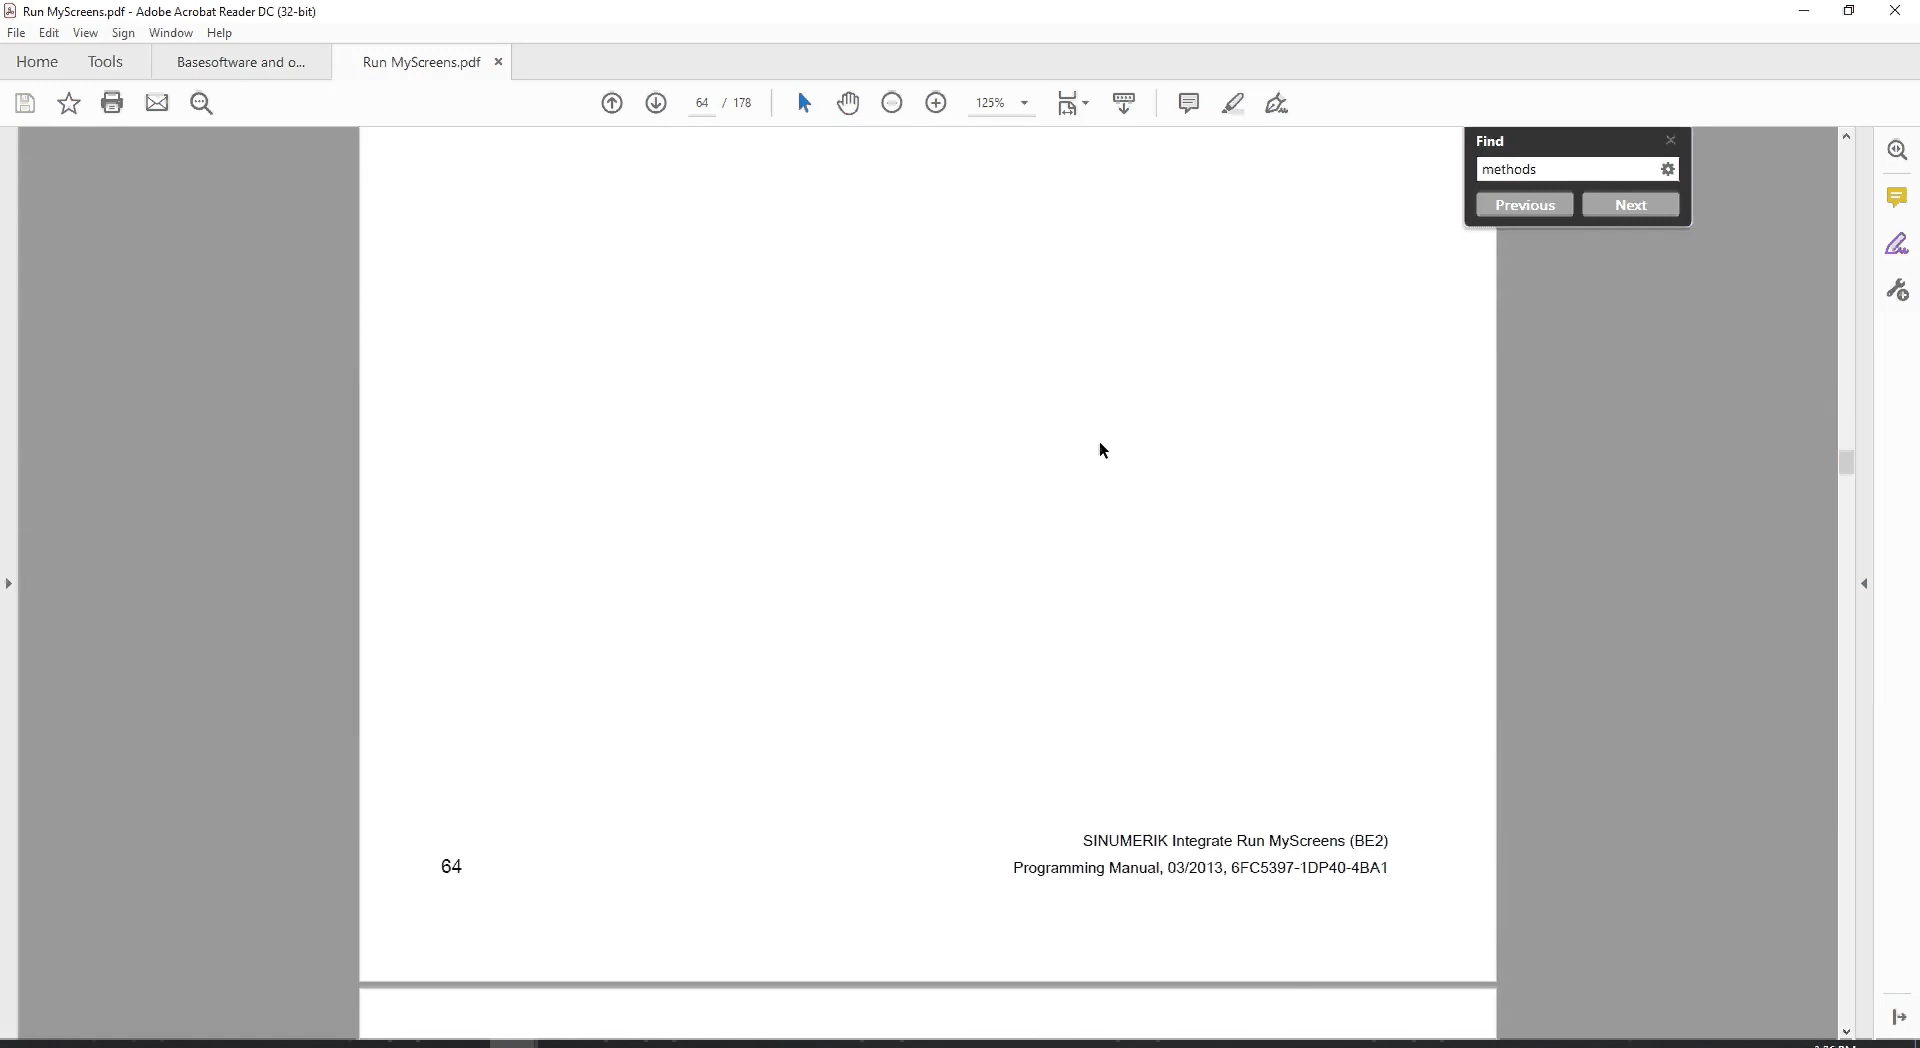 Run MyScreens.pdf - Adobe Acrobat Reader DC (32-bit)
File Edit View Sign Window Help
Home Tools Basesoftware and o... Run MyScreens.pdf
64 / 178 125%
Find
methods
Previous Next
SINUMERIK Integrate Run MyScreens (BE2)
64 Programming Manual, 03/2013, 6FC5397-1DP40-4BA1